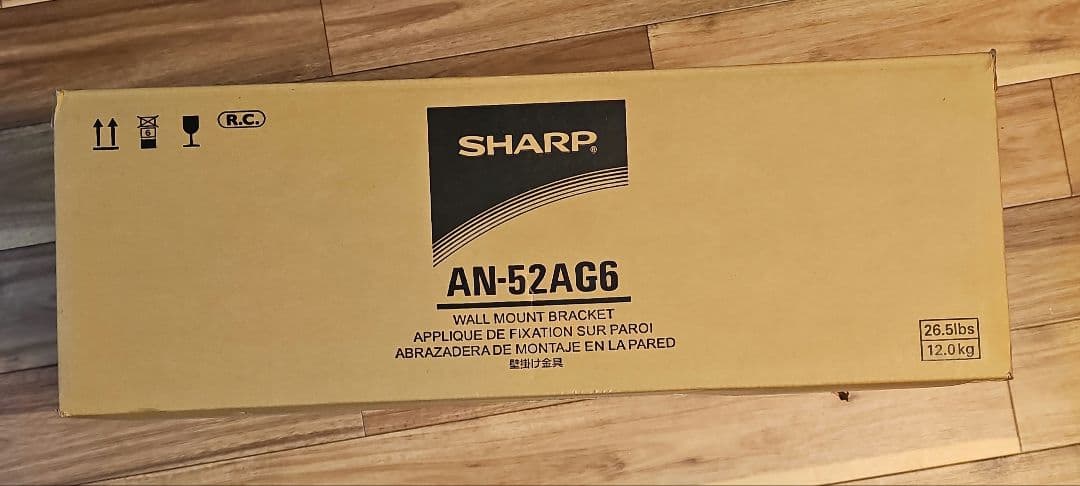 R.C.
6
SHARP®
AN-52AG6
WALL MOUNT BRACKET
APPLIQUE DE FIXATION SUR PAROI
ABRAZADERA DE MONTAJE EN LA PARED
壁掛け金具
26.5lbs
12.0kg